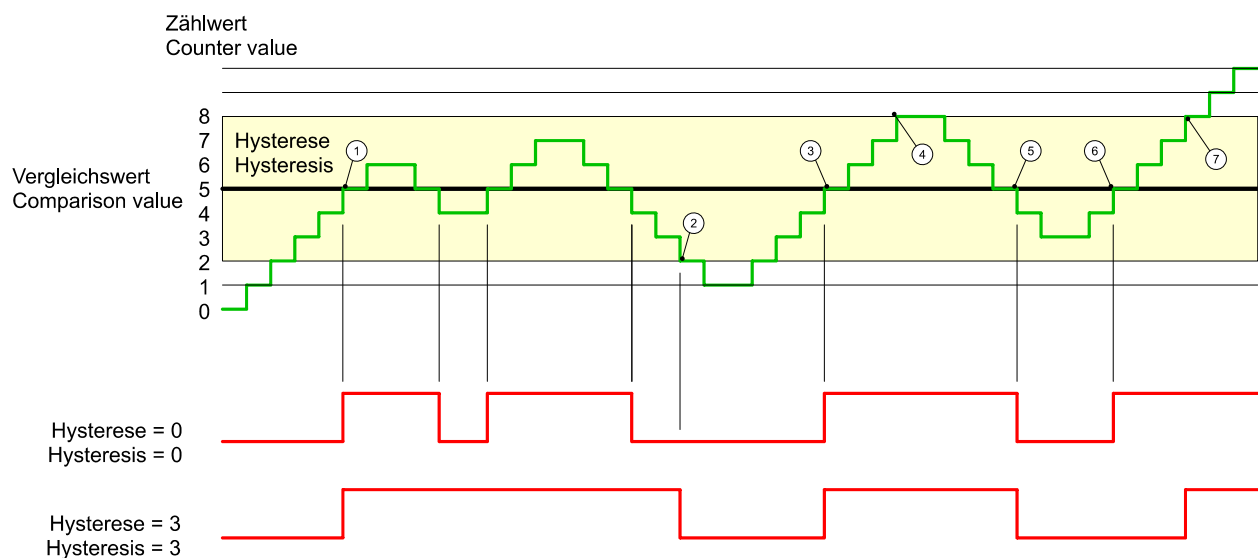 Zählwert
Counter value
8
7
6
5
4
3
2
1
0
Hysterese
Hysteresis
Vergleichswert
Comparison value
1
2
3
4
5
6
7
Hysterese = 0
Hysteresis = 0
Hysterese = 3
Hysteresis = 3